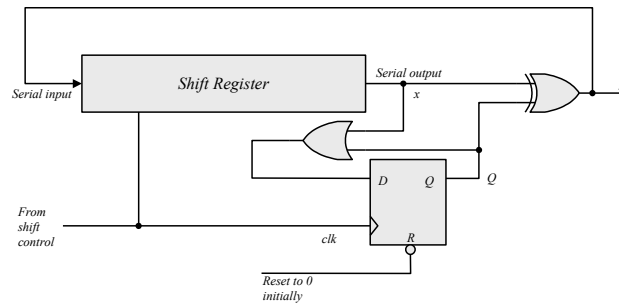 Shift Register
Serial output
Serial input
x
D
Q
Q
From
shift
control
clk
R
Reset to 0
initially